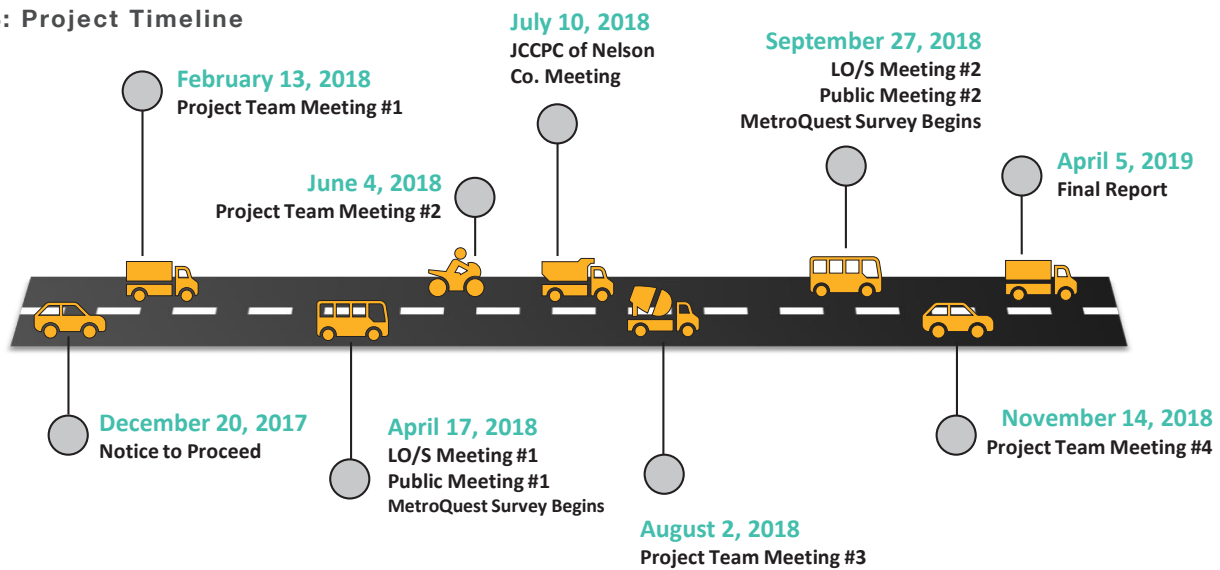 : Project Timeline
February 13, 2018
Project Team Meeting #1
June 4, 2018
Project Team Meeting #2
July 10, 2018
JCCPC of Nelson
Co. Meeting
September 27, 2018
LO/S Meeting #2
Public Meeting #2
MetroQuest Survey Begins
April 5, 2019
Final Report
December 20, 2017
Notice to Proceed
April 17, 2018
LO/S Meeting #1
Public Meeting #1
MetroQuest Survey Begins
August 2, 2018
Project Team Meeting #3
November 14, 2018
Project Team Meeting #4